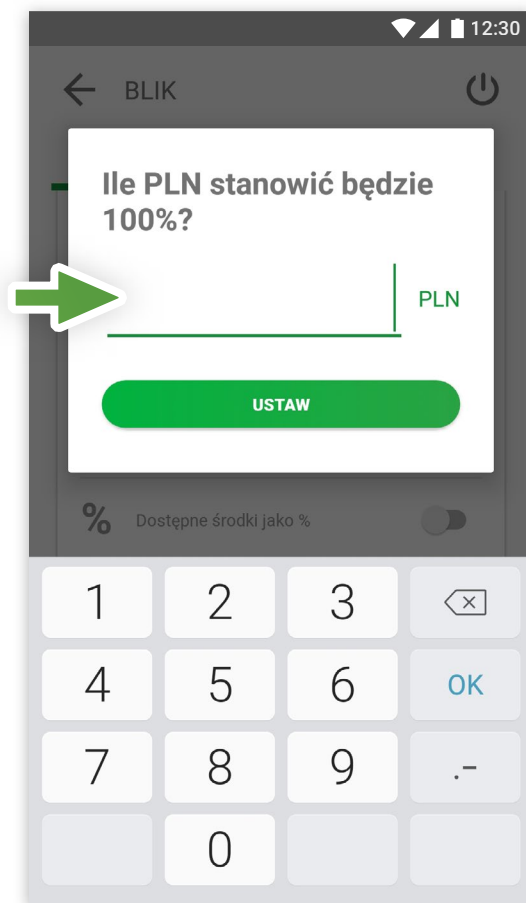 12:30
BLIK
Ile PLN stanowić będzie
100%?
PLN
USTAW
% Dostępne środki jako %
1 2 3
4 5 6 OK
7 8 9 .-
0